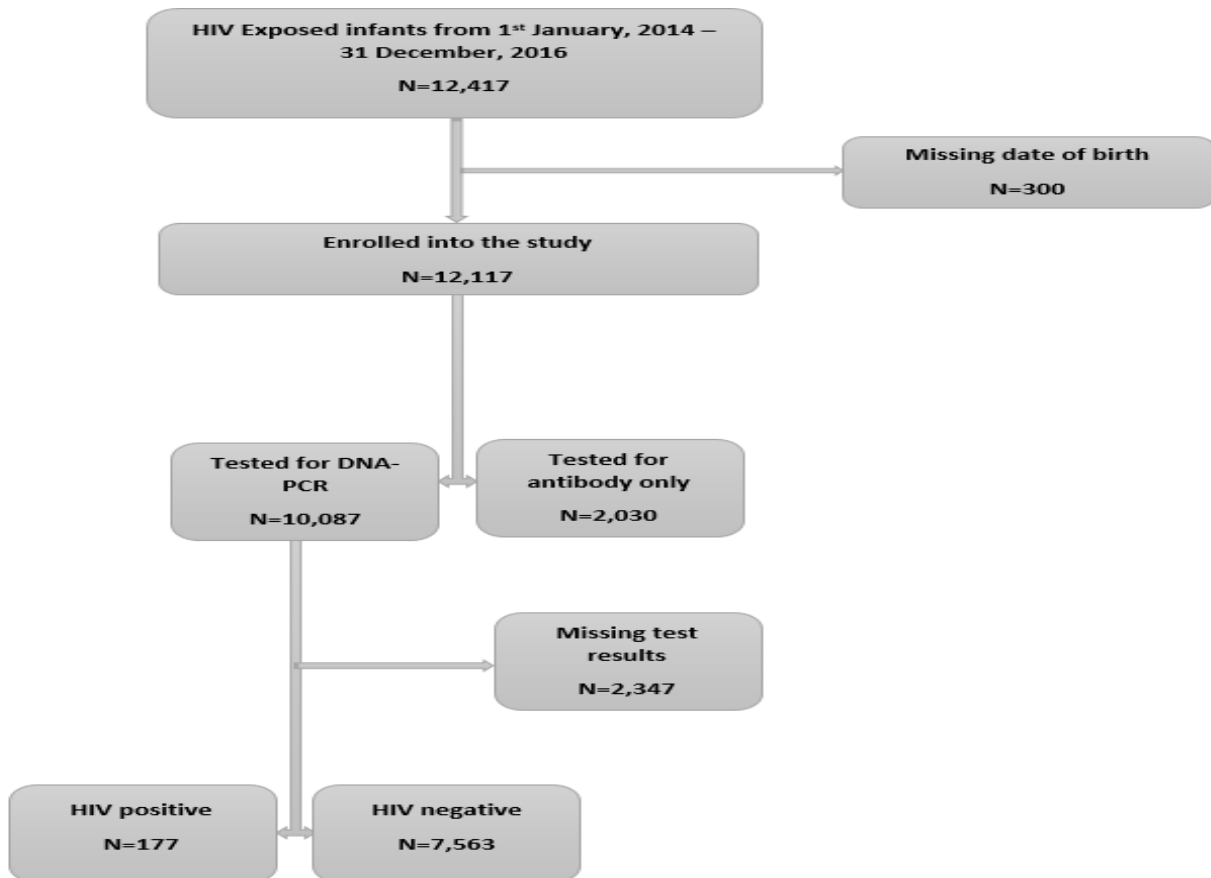 HIV Exposed infants from 1st January, 2014 –
31 December, 2016
N=12,417
Missing date of birth
N=300
Enrolled into the study
N=12,117
Tested for DNA-
PCR
N=10,087
Tested for
antibody only
N=2,030
Missing test
results
N=2,347
HIV positive
N=177
HIV negative
N=7,563